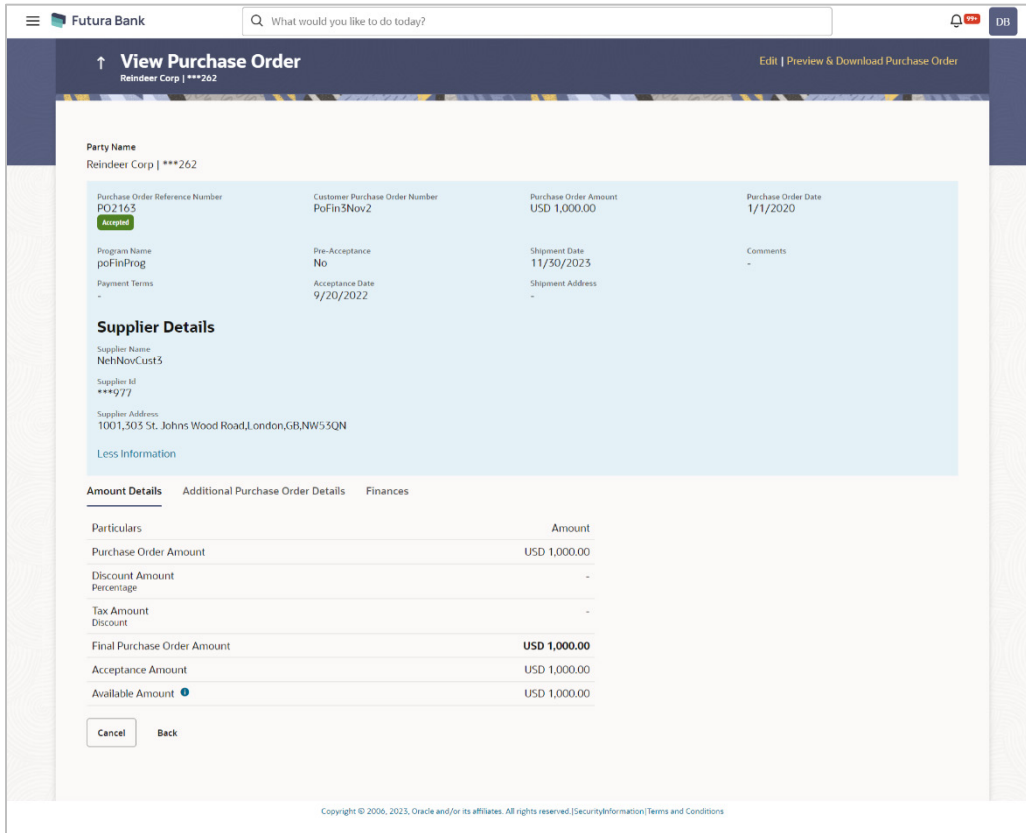 Futura Bank
What would you like to do today?
99+
DB
View Purchase Order
Reindeer Corp | ***262
Edit | Preview & Download Purchase Order
Party Name
Reindeer Corp | ***262
Purchase Order Reference Number
PO2163
Accepted
Customer Purchase Order Number
PoFin3Nov2
Purchase Order Amount
USD 1,000.00
Purchase Order Date
1/1/2020
Program Name
poFinProg
Pre-Acceptance
No
Shipment Date
11/30/2023
Comments
-
Payment Terms
-
Acceptance Date
9/20/2022
Shipment Address
-
Supplier Details
Supplier Name
NehNovCust3
Supplier Id
***977
Supplier Address
1001,303 St. Johns Wood Road,London,GB,NW53QN
Less Information
Amount Details Additional Purchase Order Details Finances
Particulars Amount
Purchase Order Amount USD 1,000.00
Discount Amount -
Percentage
Tax Amount -
Discount
Final Purchase Order Amount USD 1,000.00
Acceptance Amount USD 1,000.00
Available Amount USD 1,000.00
Cancel Back
Copyright © 2006, 2023, Oracle and/or its affiliates. All rights reserved.|SecurityInformation|Terms and Conditions